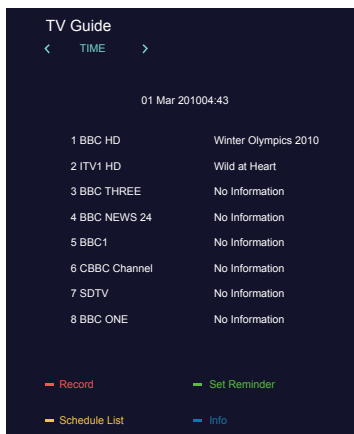 TV Guide
< TIME >
01 Mar 201004:43
1 BBC HD Winter Olympics 2010
2 ITV1 HD Wild at Heart
3 BBC THREE No Information
4 BBC NEWS 24 No Information
5 BBC1 No Information
6 CBBC Channel No Information
7 SDTV No Information
8 BBC ONE No Information
Record Set Reminder
Schedule List Info